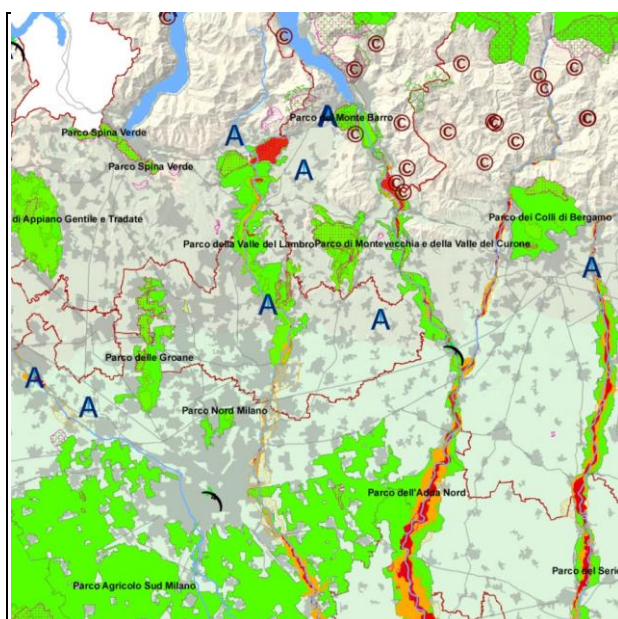 ©
©
©
©
©
©
©
A
Parco del Monte Barro
©
©
Parco Spina Verde
A
©
©
©
©
Parco Spina Verde
A
©
©
©
©
di Appiano Gentile e Tradate
Parco dei Colli di Bergamo
Parco della Valle del Lambro
Parco di Montevecchia e della Valle del Curone
A
A
A
Parco delle Groane
A
A
Parco Nord Milano
Parco dell'Adda Nord
Parco Agricolo Sud Milano
Parco del Serio